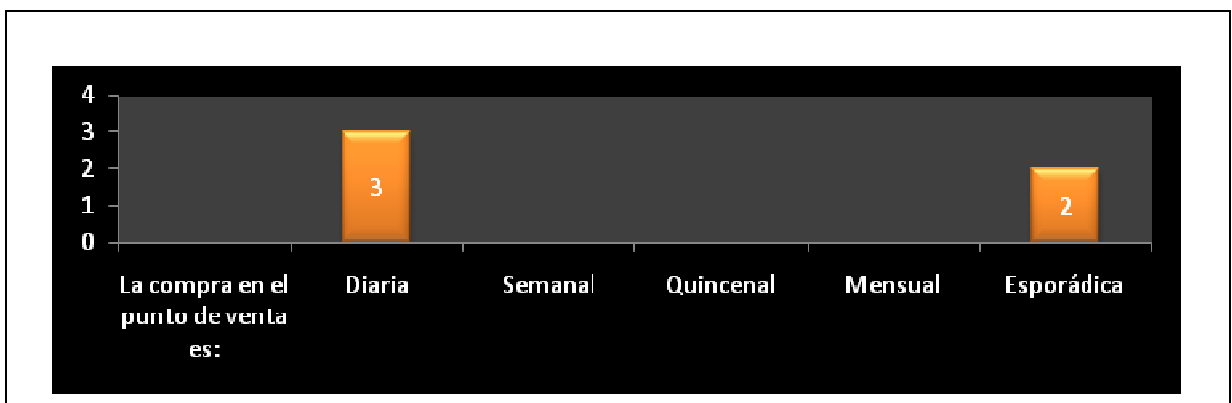 4
3
2
1
0
3
2
La compra en el
punto de venta
es:
Diaria
Semanal
Quincenal
Mensual
Esporádica